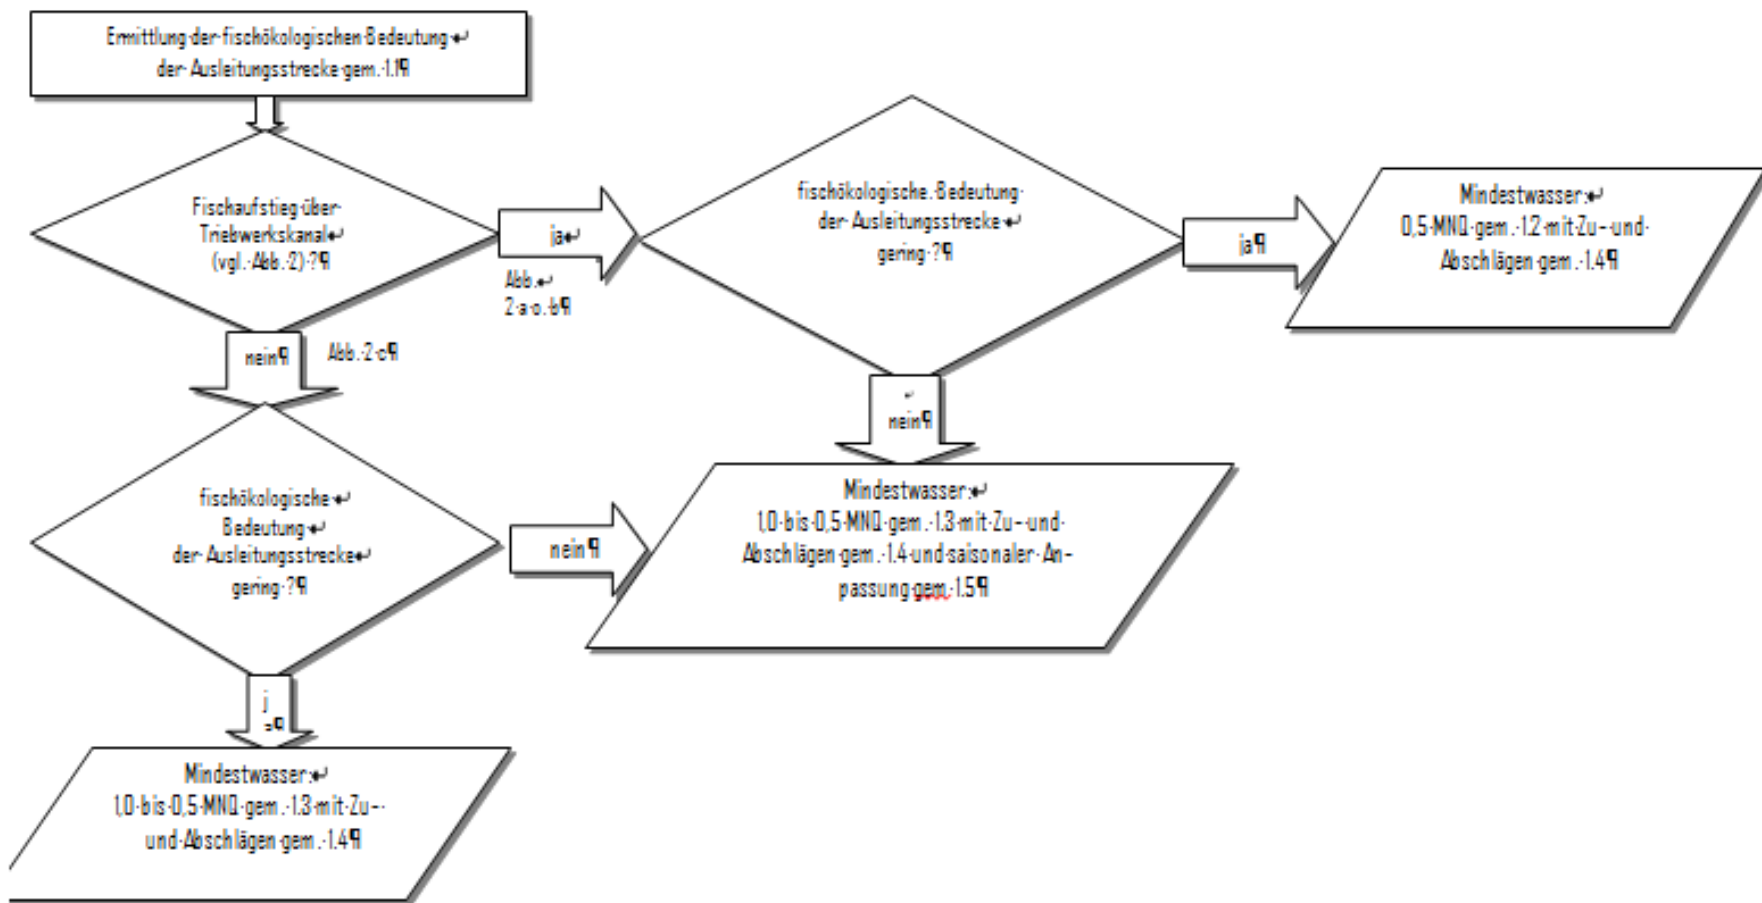 Ermittlung der fischökologischen Bedeutung
der Ausleitungsstrecke gem. 1.1
Fischaufstieg über
Triebwerkskanal
(vgl. Abb. 2) ?
ja
Abb.
2 a o. b
fischökologische. Bedeutung
der Ausleitungsstrecke
gering ?
ja
Mindestwasser:
0,5 MNQ gem. 1.2 mit Zu- und
Abschlägen gem. 1.4
nein
Abb. 2 c
nein
fischökologische
Bedeutung
der Ausleitungsstrecke
gering ?
nein
Mindestwasser:
1,0 bis 0,5 MNQ gem. 1.3 mit Zu- und
Abschlägen gem. 1.4 und saisonaler An-
passung gem. 1.5
j
a
Mindestwasser:
1,0 bis 0,5 MNQ gem. 1.3 mit Zu-
und Abschlägen gem. 1.4